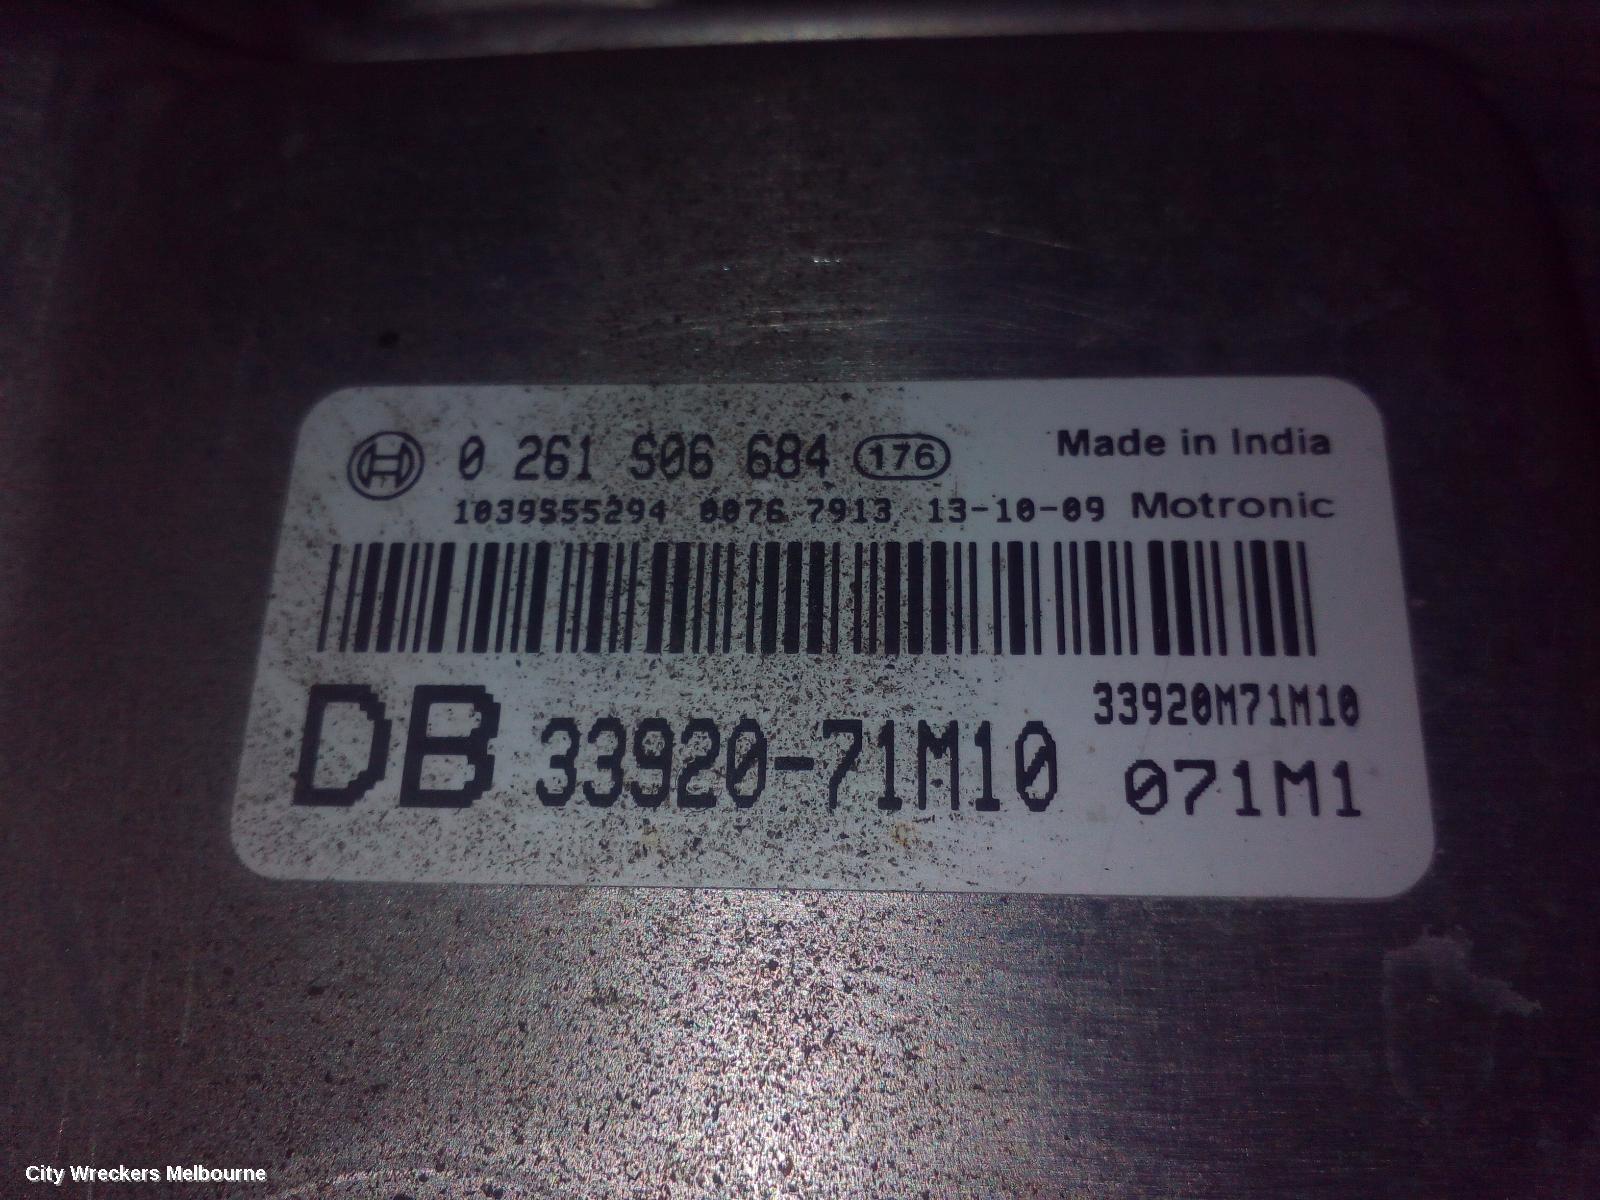 0 261 S06 684 176
Made in India
1039S55294 0076 7913 13-10-09 Motronic
33920M71M10
DB 33920-71M10 071M1
City Wreckers Melbourne